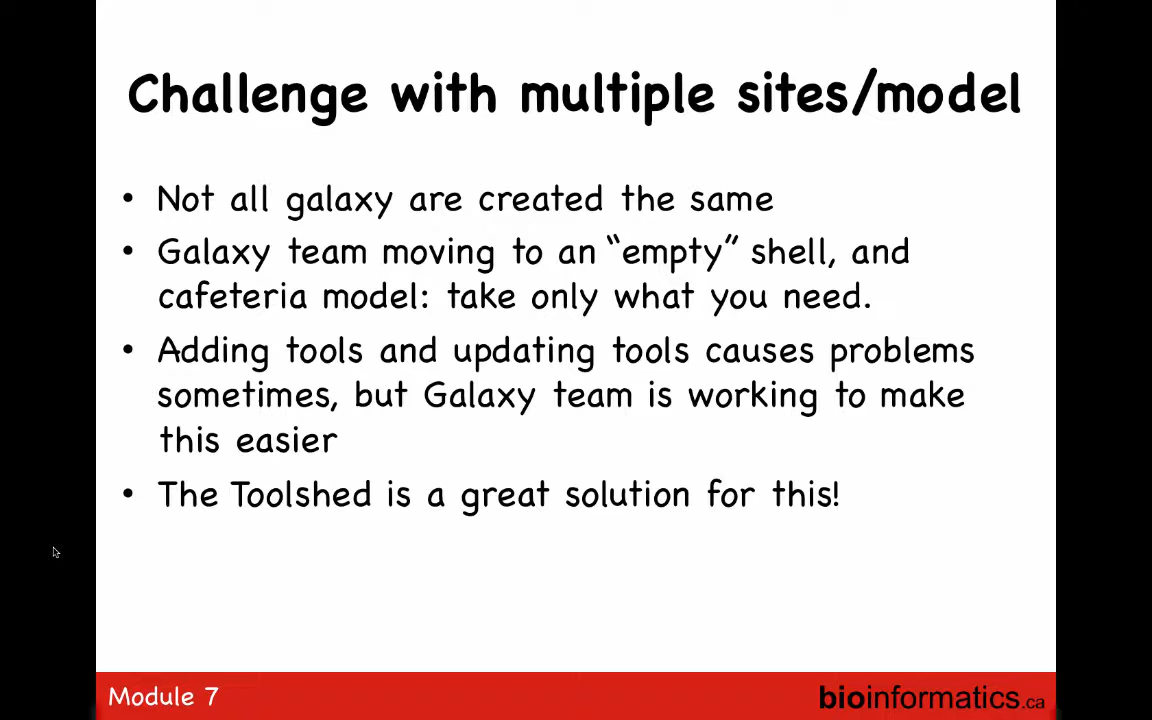 Challenge with multiple sites/model
• Not all galaxy are created the same
• Galaxy team moving to an “empty” shell, and
cafeteria model: take only what you need.
• Adding tools and updating tools causes problems
sometimes, but Galaxy team is working to make
this easier
• The Toolshed is a great solution for this!
Module 7
bioinformatics.ca